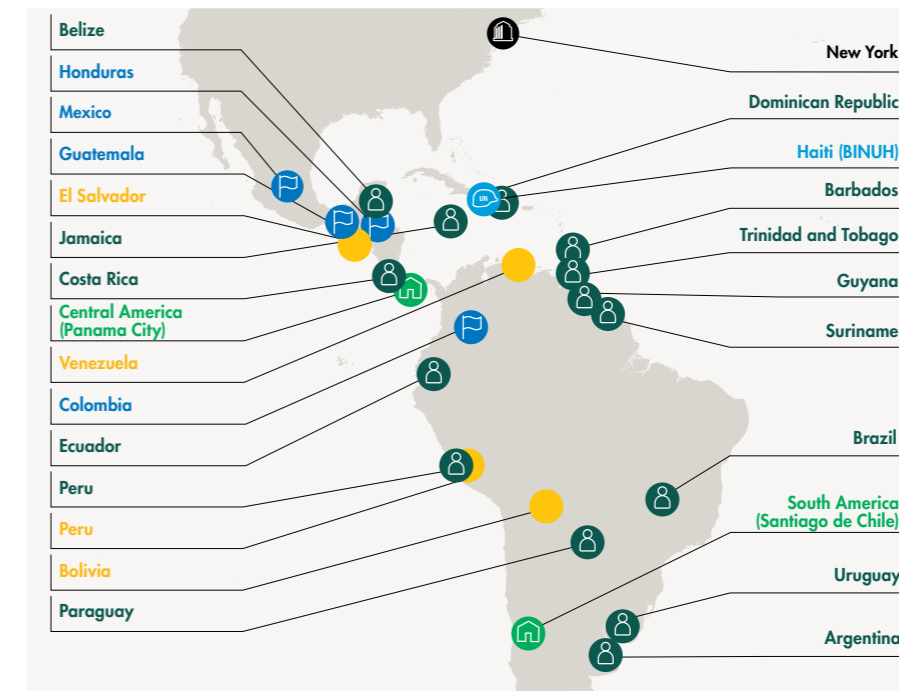 Belize
Honduras
Mexico
Guatemala
El Salvador
Jamaica
Costa Rica
Central America
(Panama City)
Venezuela
Colombia
Ecuador
Peru
Peru
Bolivia
Paraguay
New York
Dominican Republic
Haiti (BINUH)
Barbados
Trinidad and Tobago
Guyana
Suriname
Brazil
South America
(Santiago de Chile)
Uruguay
Argentina
UN